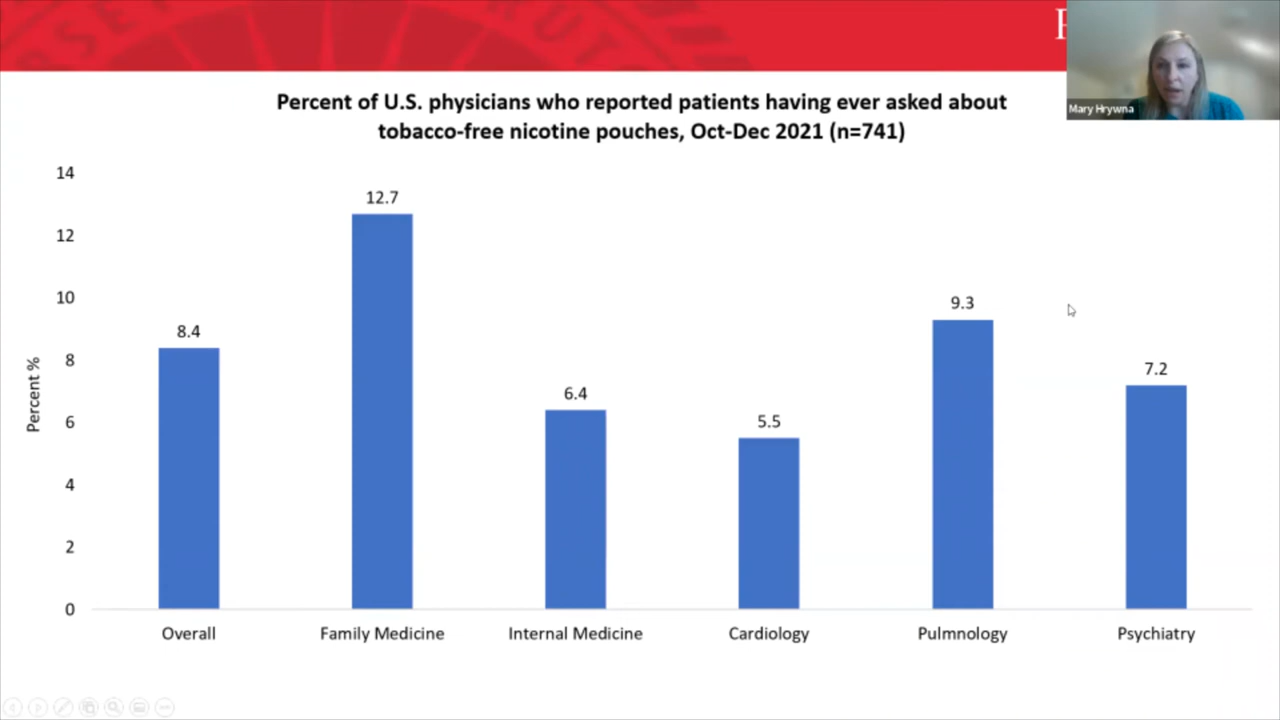 Mary Hrywna
Percent of U.S. physicians who reported patients having ever asked about
tobacco-free nicotine pouches, Oct-Dec 2021 (n=741)
Percent %
14
12
10
8
6
4
2
0
8.4
12.7
6.4
5.5
9.3
7.2
Overall
Family Medicine
Internal Medicine
Cardiology
Pulmnology
Psychiatry